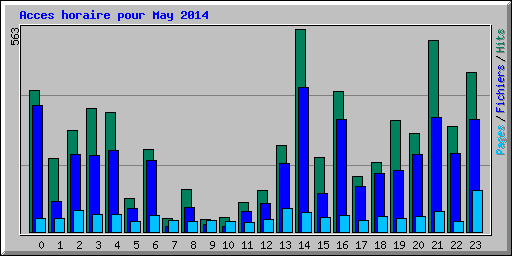 Acces horaire pour May 2014
563
Pages / Fichiers / Hits
0 1 2 3 4 5 6 7 8 9 10 11 12 13 14 15 16 17 18 19 20 21 22 23